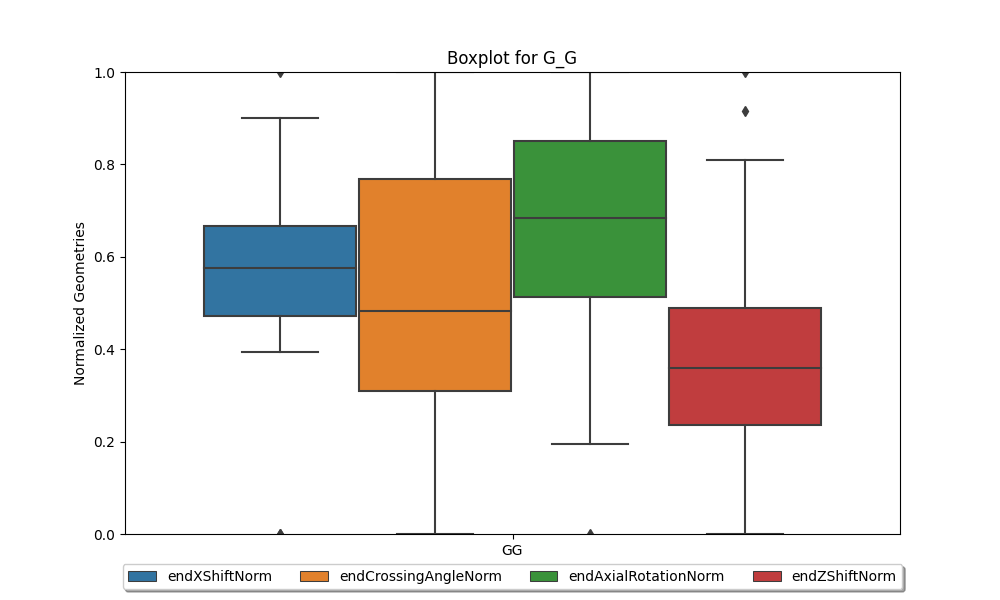 Boxplot for G_G
1.0
0.8
0.6
0.4
0.2
0.0
Normalized Geometries
GG
endXShiftNorm endCrossingAngleNorm endAxialRotationNorm endZShiftNorm